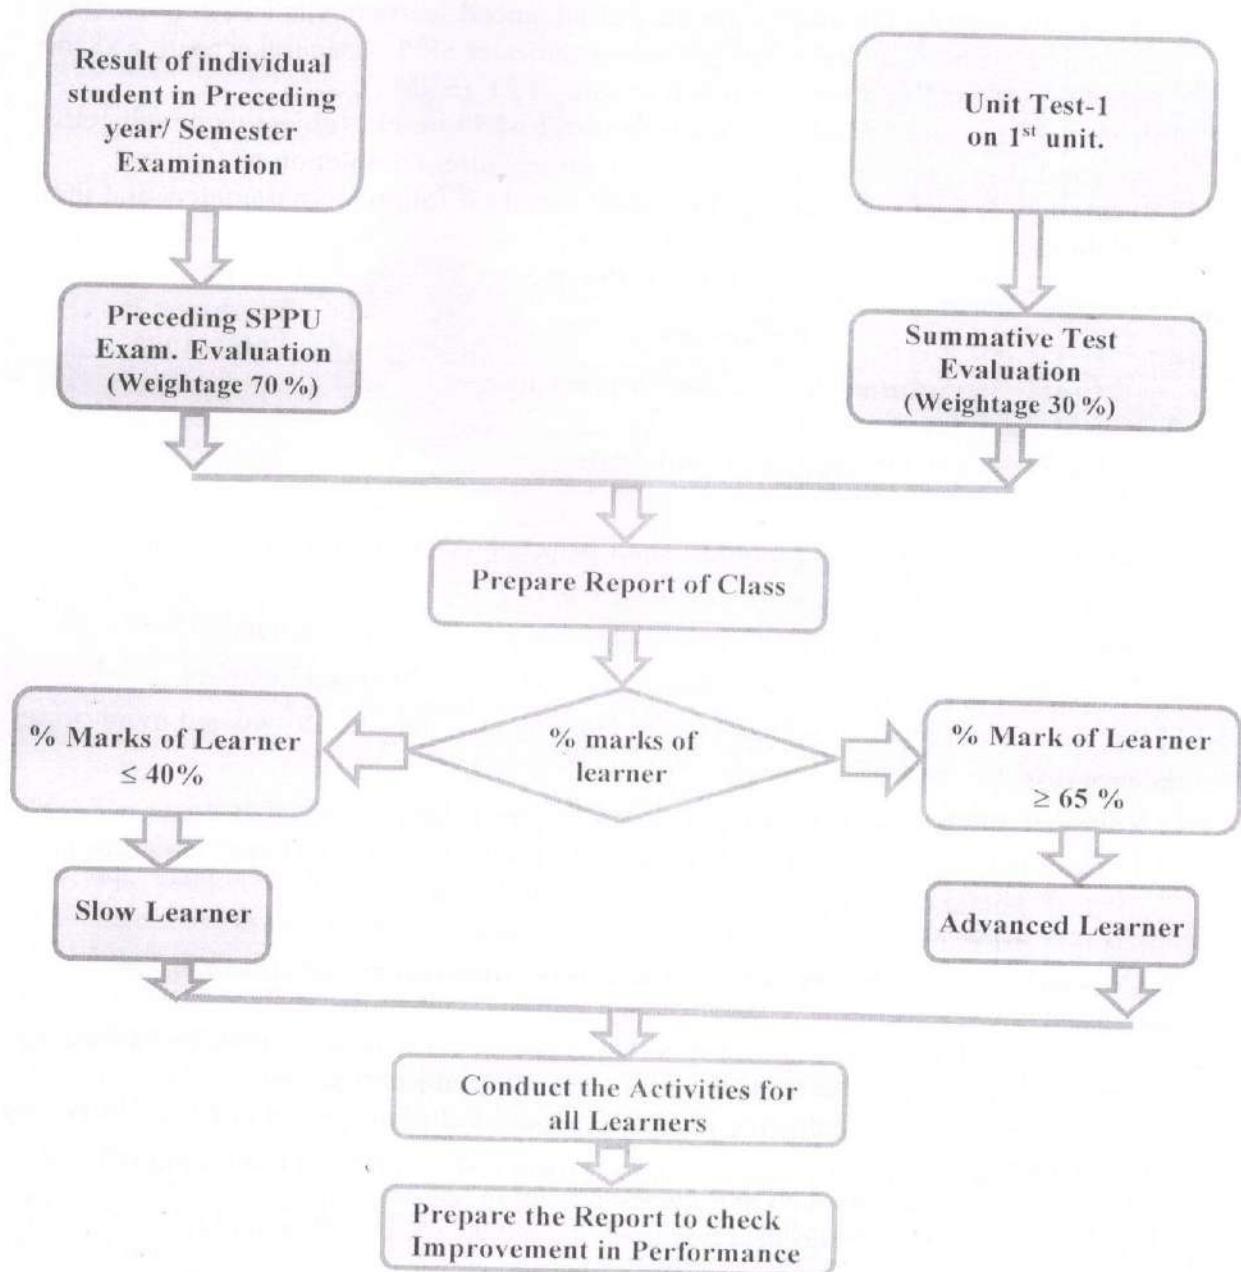 Result of individual
student in Preceding
year/ Semester
Examination
Unit Test-1
on 1st unit.
Preceding SPPU
Exam. Evaluation
(Weightage 70 %)
Summative Test
Evaluation
(Weightage 30 %)
Prepare Report of Class
% Marks of Learner
≤ 40%
% marks of
learner
% Mark of Learner
≥ 65 %
Slow Learner
Advanced Learner
Conduct the Activities for
all Learners
Prepare the Report to check
Improvement in Performance